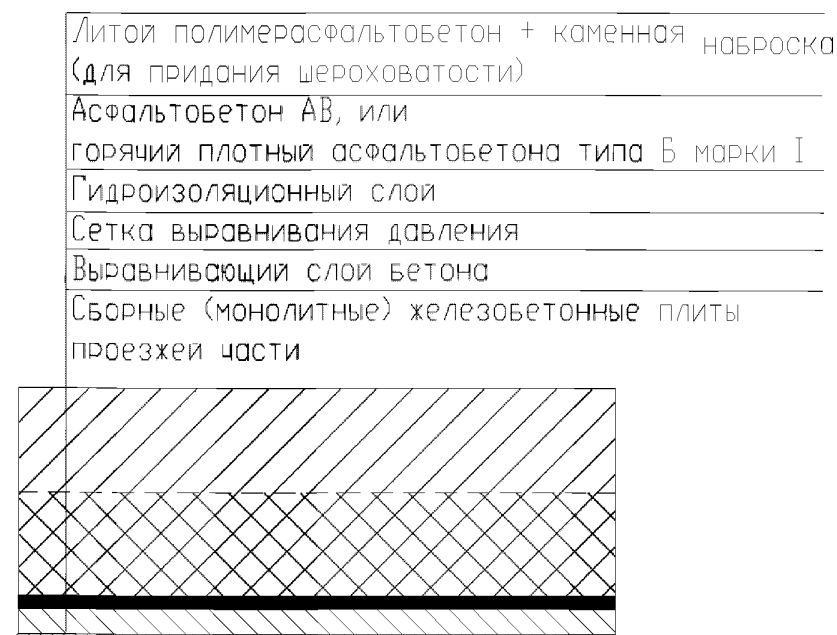 Литой полимерасфальтобетон + каменная наброска
(для придания шероховатости)
Асфальтобетон АВ, или
горячий плотный асфальтобетона типа Б марки I
Гидроизоляционный слой
Сетка выравнивания давления
Выравнивающий слой бетона
Сборные (монолитные) железобетонные плиты
проезжей части